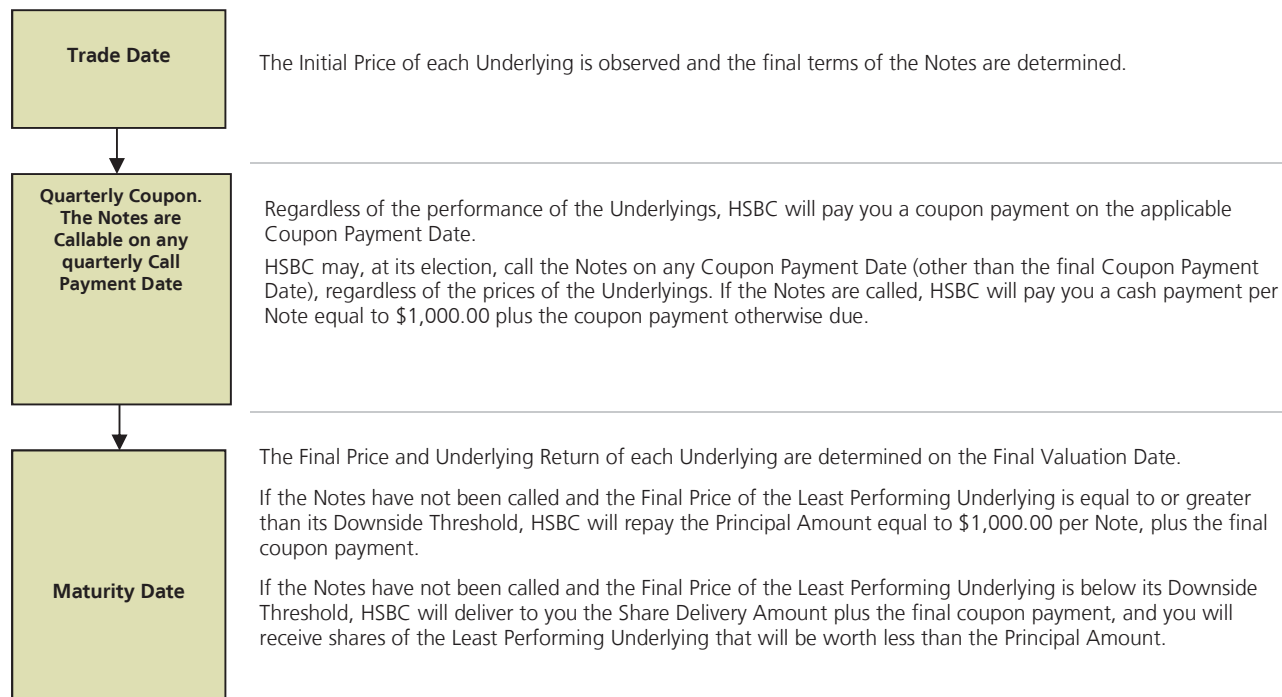 Trade Date
The Initial Price of each Underlying is observed and the final terms of the Notes are determined.
Quarterly Coupon.
The Notes are
Callable on any
quarterly Call
Payment Date
Regardless of the performance of the Underlyings, HSBC will pay you a coupon payment on the applicable
Coupon Payment Date.
HSBC may, at its election, call the Notes on any Coupon Payment Date (other than the final Coupon Payment
Date), regardless of the prices of the Underlyings. If the Notes are called, HSBC will pay you a cash payment per
Note equal to $1,000.00 plus the coupon payment otherwise due.
Maturity Date
The Final Price and Underlying Return of each Underlying are determined on the Final Valuation Date.
If the Notes have not been called and the Final Price of the Least Performing Underlying is equal to or greater
than its Downside Threshold, HSBC will repay the Principal Amount equal to $1,000.00 per Note, plus the final
coupon payment.
If the Notes have not been called and the Final Price of the Least Performing Underlying is below its Downside
Threshold, HSBC will deliver to you the Share Delivery Amount plus the final coupon payment, and you will
receive shares of the Least Performing Underlying that will be worth less than the Principal Amount.